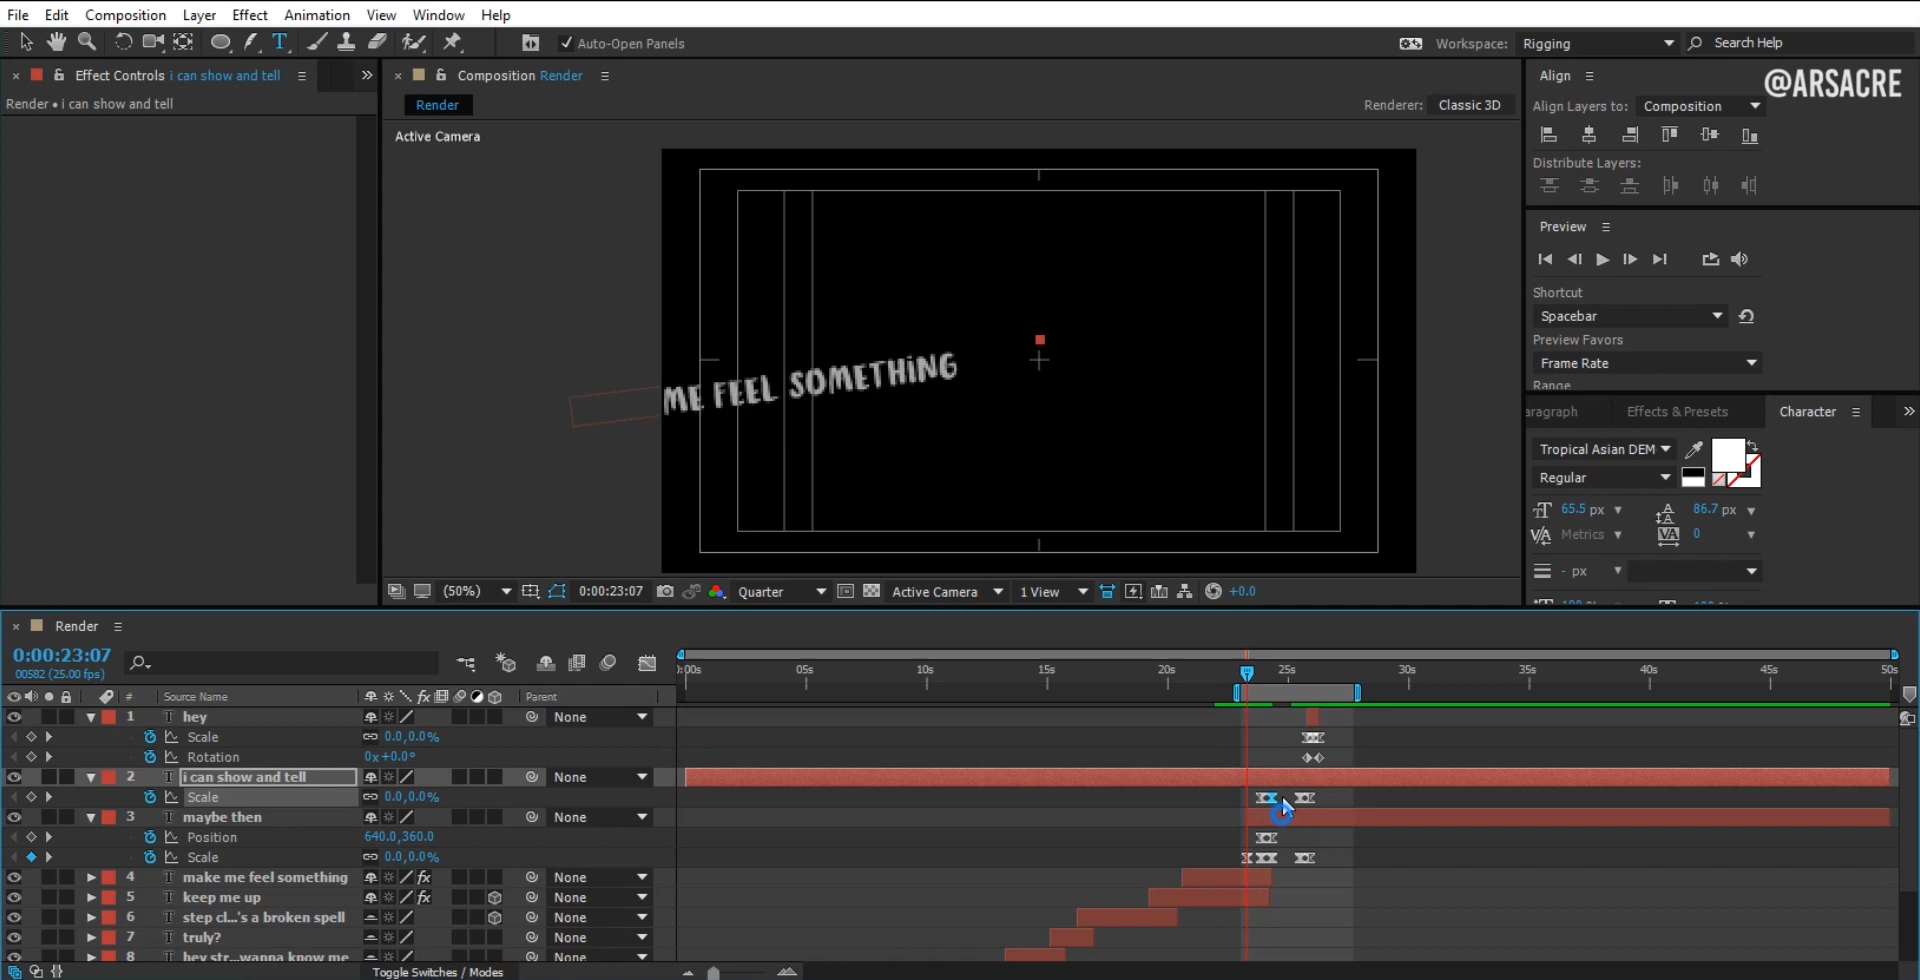 File Edit Composition Layer Effect Animation View Window Help
Auto-Open Panels Workspace: Rigging Search Help
Effect Controls i can show and tell
Render • i can show and tell
Composition Render
Render
Renderer: Classic 3D
Active Camera
ME FEEL SOMETHING
(50%) 0:00:23:07 Quarter Active Camera 1 View +0.0
Align
@ARSACRE
Align Layers to: Composition
Distribute Layers:
Preview
Shortcut
Spacebar
Preview Favors
Frame Rate
Range
aragraph Effects & Presets Character
Tropical Asian DEM
Regular
65.5 px 86.7 px
Metrics 0
- px
Render
0:00:23:07
00582 (25.00 fps)
0:00s 05s 10s 15s 20s 25s 30s 35s 40s 45s 50s
# Source Name Parent
1 T hey None
Scale 0.0,0.0%
Rotation 0x+0.0°
2 T i can show and tell None
Scale 0.0,0.0%
3 T maybe then None
Position 640.0,360.0
Scale 0.0,0.0%
4 T make me feel something None
5 T keep me up None
6 T step cl...'s a broken spell None
7 T truly? None
8 T hey str...wanna know me None
Toggle Switches / Modes